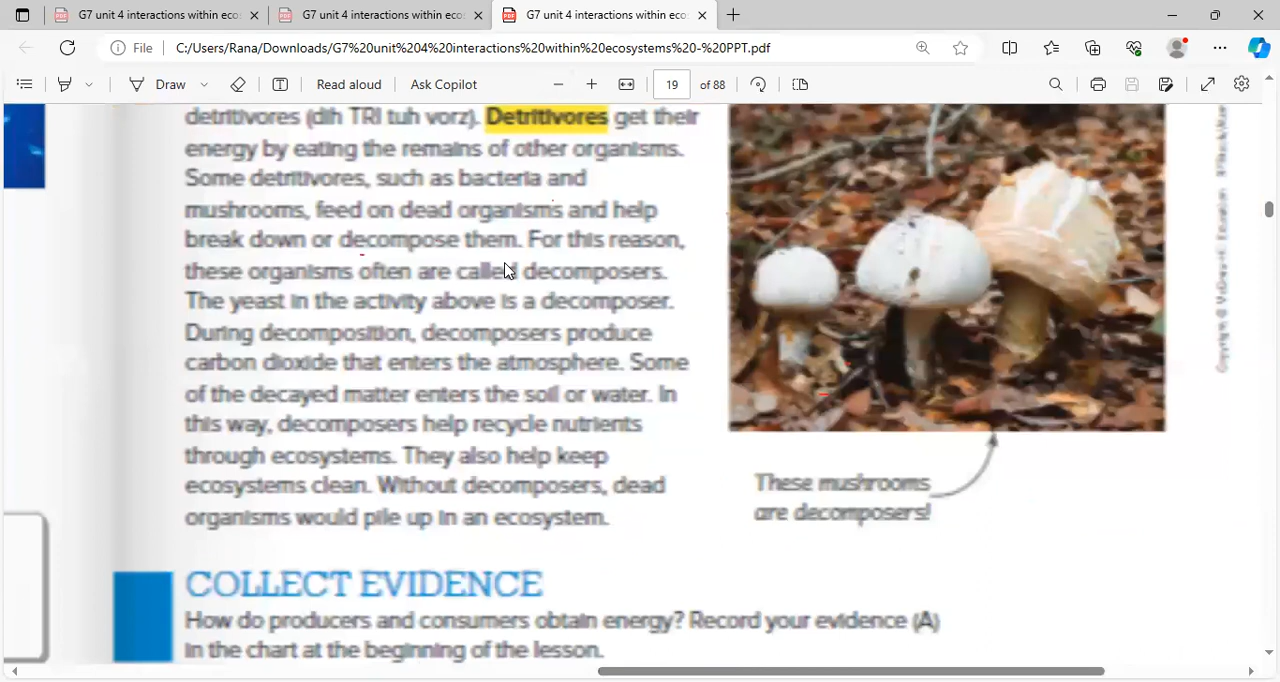 G7 unit 4 interactions within ecos
G7 unit 4 interactions within ecos
G7 unit 4 interactions within ecos
File
C:/Users/Rana/Downloads/G7%20unit%204%20interactions%20within%20ecosystems%20-%20PPT.pdf
Draw
Read aloud
Ask Copilot
19 of 88
detritivores (dih TRI tuh vorz). Detritivores get their
energy by eating the remains of other organisms.
Some detritivores, such as bacteria and
mushrooms, feed on dead organisms and help
break down or decompose them. For this reason,
these organisms often are called decomposers.
The yeast in the activity above is a decomposer.
During decomposition, decomposers produce
carbon dioxide that enters the atmosphere. Some
of the decayed matter enters the soil or water. In
this way, decomposers help recycle nutrients
through ecosystems. They also help keep
ecosystems clean. Without decomposers, dead
organisms would pile up in an ecosystem.
These mushrooms
are decomposers!
COLLECT EVIDENCE
How do producers and consumers obtain energy? Record your evidence (A)
in the chart at the beginning of the lesson.
Copyright © McGraw-Hill Education